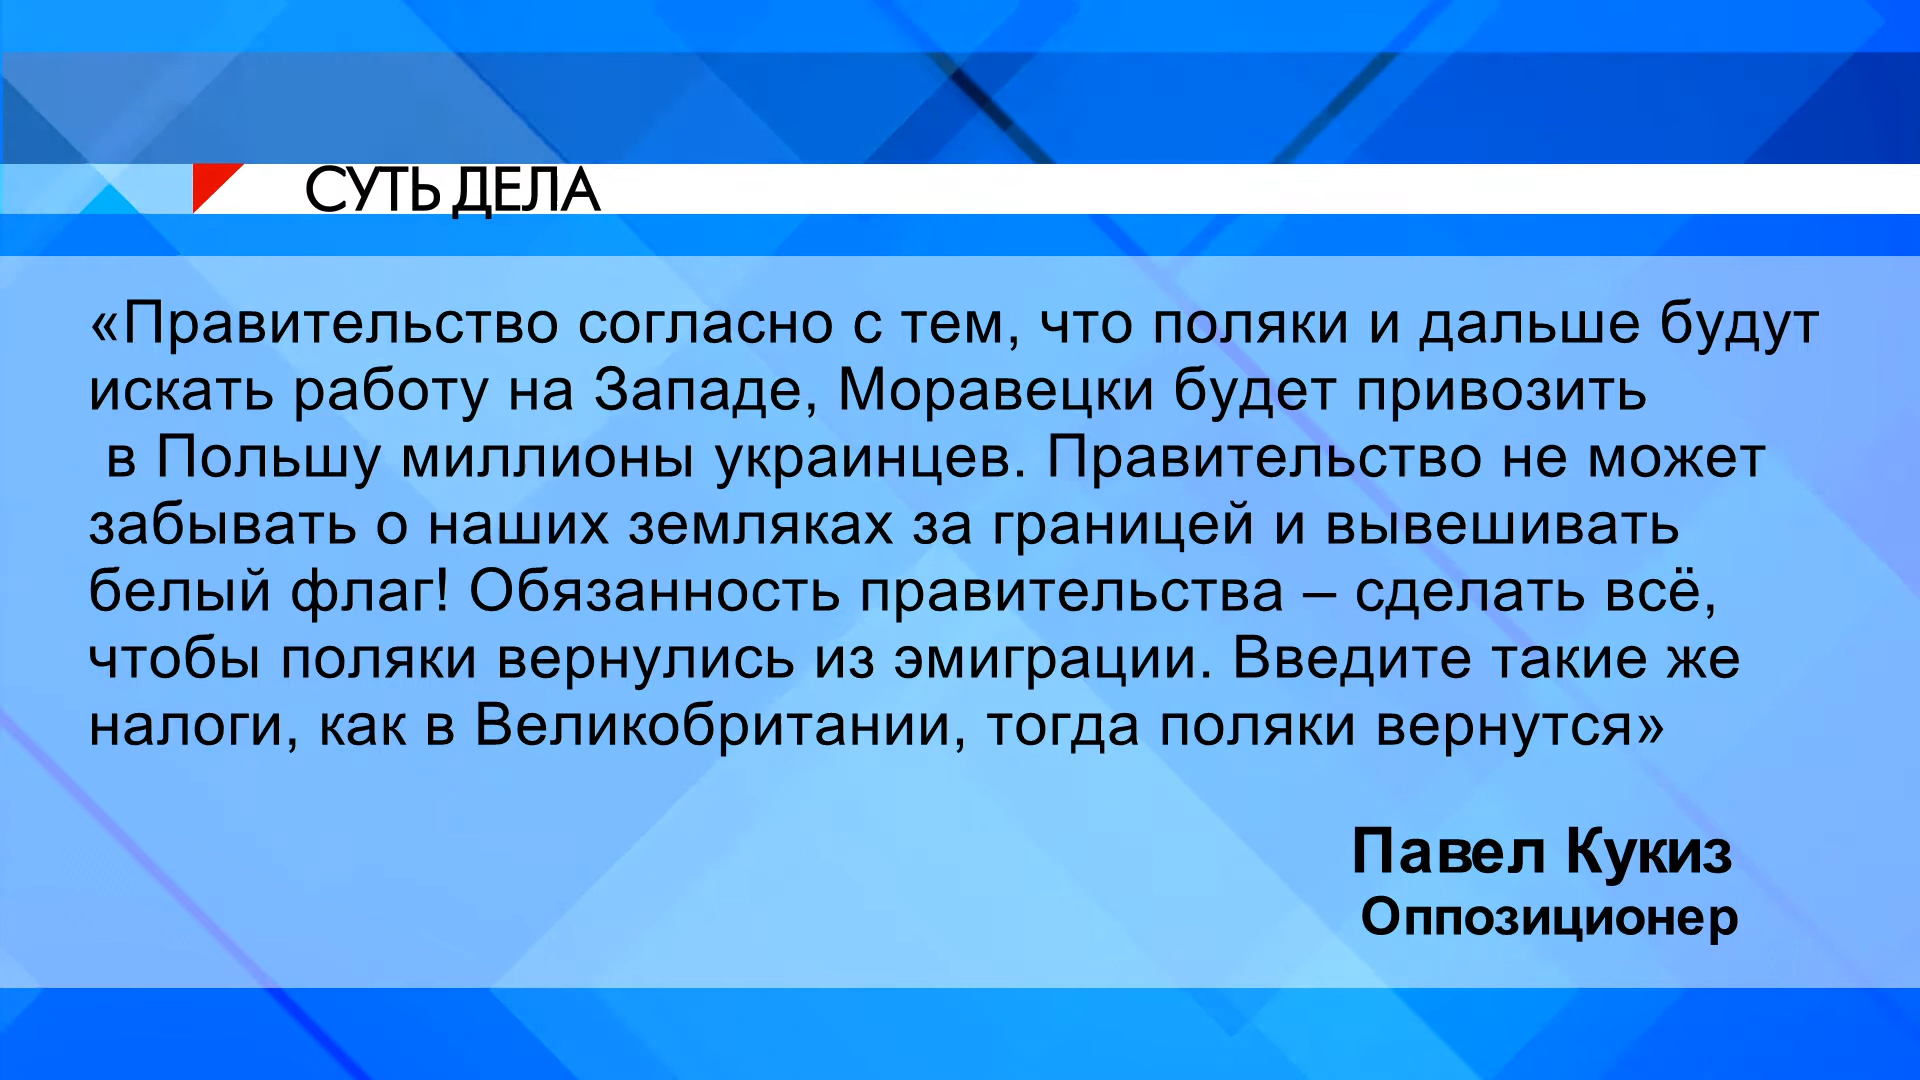 СУТЬ ДЕЛА
«Правительство согласно с тем, что поляки и дальше будут
искать работу на Западе, Моравецки будет привозить
в Польшу миллионы украинцев. Правительство не может
забывать о наших земляках за границей и вывешивать
белый флаг! Обязанность правительства – сделать всё,
чтобы поляки вернулись из эмиграции. Введите такие же
налоги, как в Великобритании, тогда поляки вернутся»
Павел Кукиз
Оппозиционер